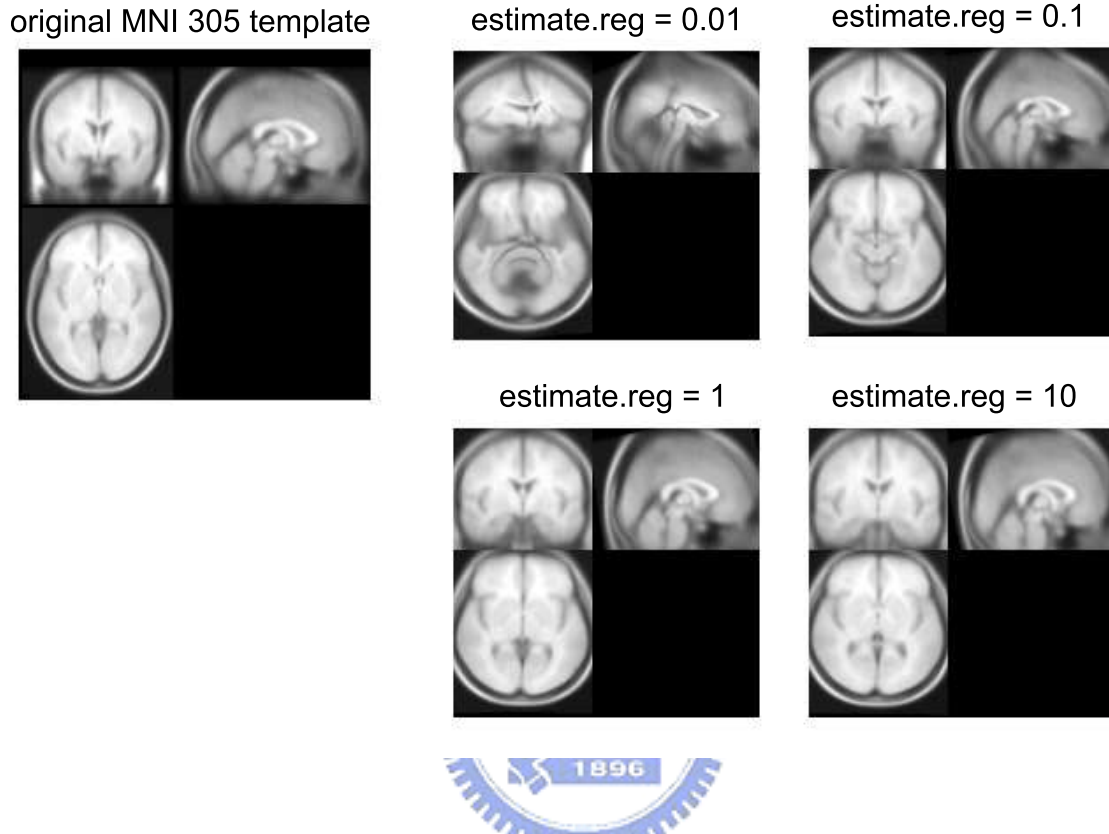 original MNI 305 template
estimate.reg = 0.01
estimate.reg = 0.1
estimate.reg = 1
estimate.reg = 10
1896